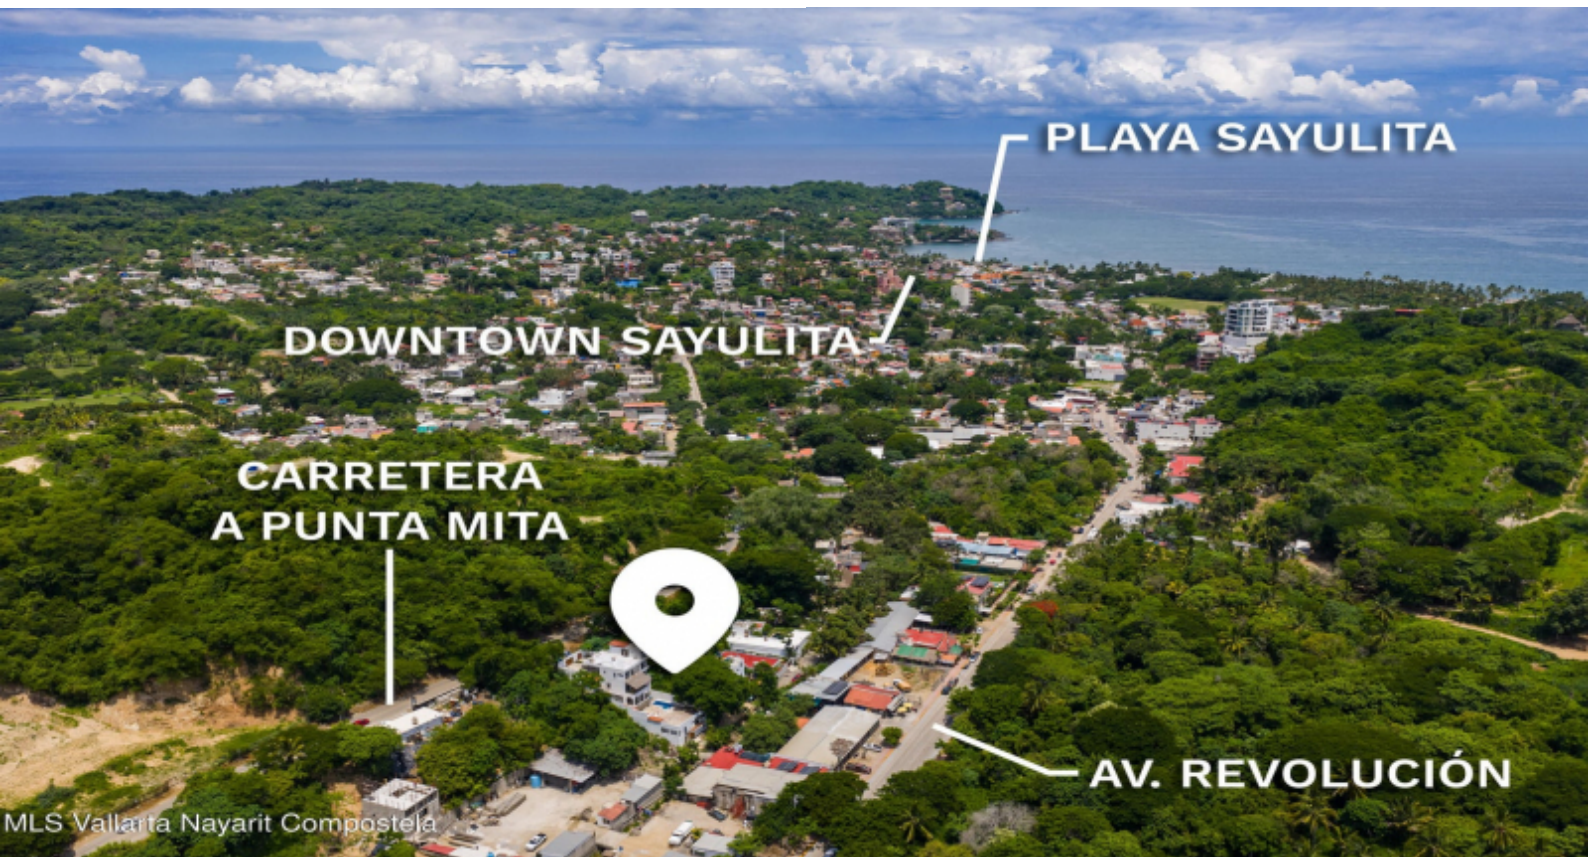 PLAYA SAYULITA
DOWNTOWN SAYULITA
CARRETERA
A PUNTA MITA
AV. REVOLUCIÓN
MLS Vallarta Nayarit Compostela